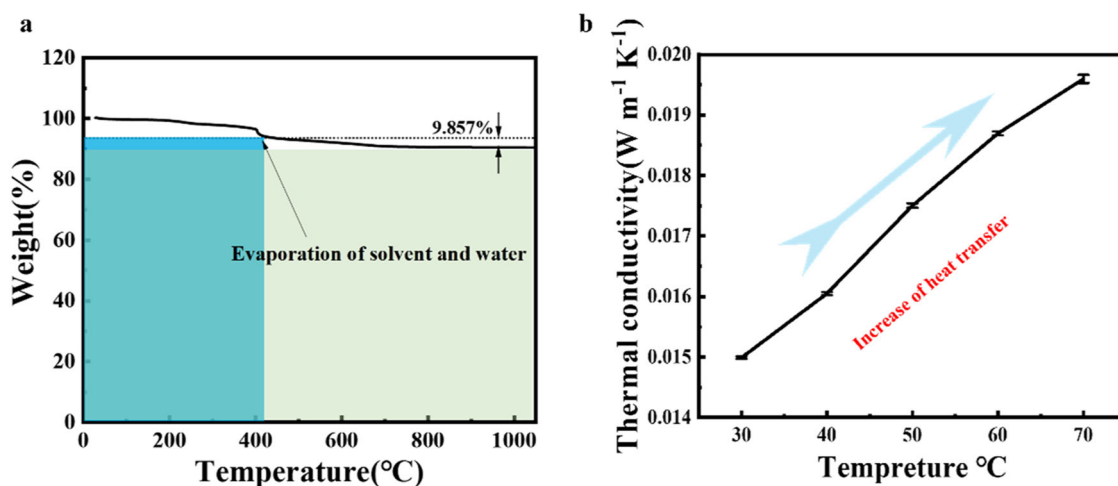 a
120
100
80
60
40
20
0
Weight(%)
9.857%
Evaporation of solvent and water
0 200 400 600 800 1000
Temperature(°C)
b
0.020
0.019
0.018
0.017
0.016
0.015
0.014
Thermal conductivity(W m⁻¹ K⁻¹)
Increase of heat transfer
30 40 50 60 70
Tempreture °C